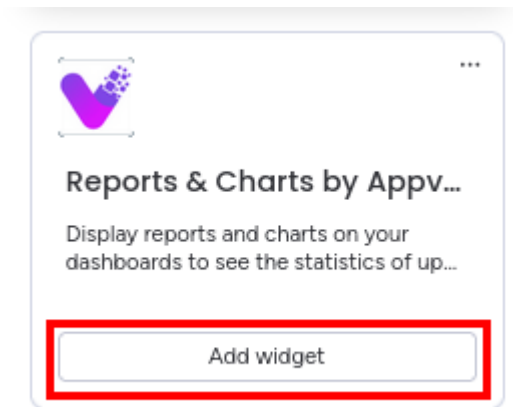 Reports & Charts by Appv...
Display reports and charts on your
dashboards to see the statistics of up...
Add widget